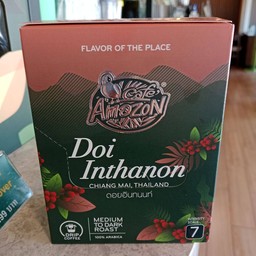 FLAVOR OF THE PLACE
Café
Amazon
Doi
Inthanon
CHIANG MAI, THAILAND
ดอยอินทนนท์
DRIP
COFFEE
MEDIUM
TO DARK
ROAST
100% ARABICA
7